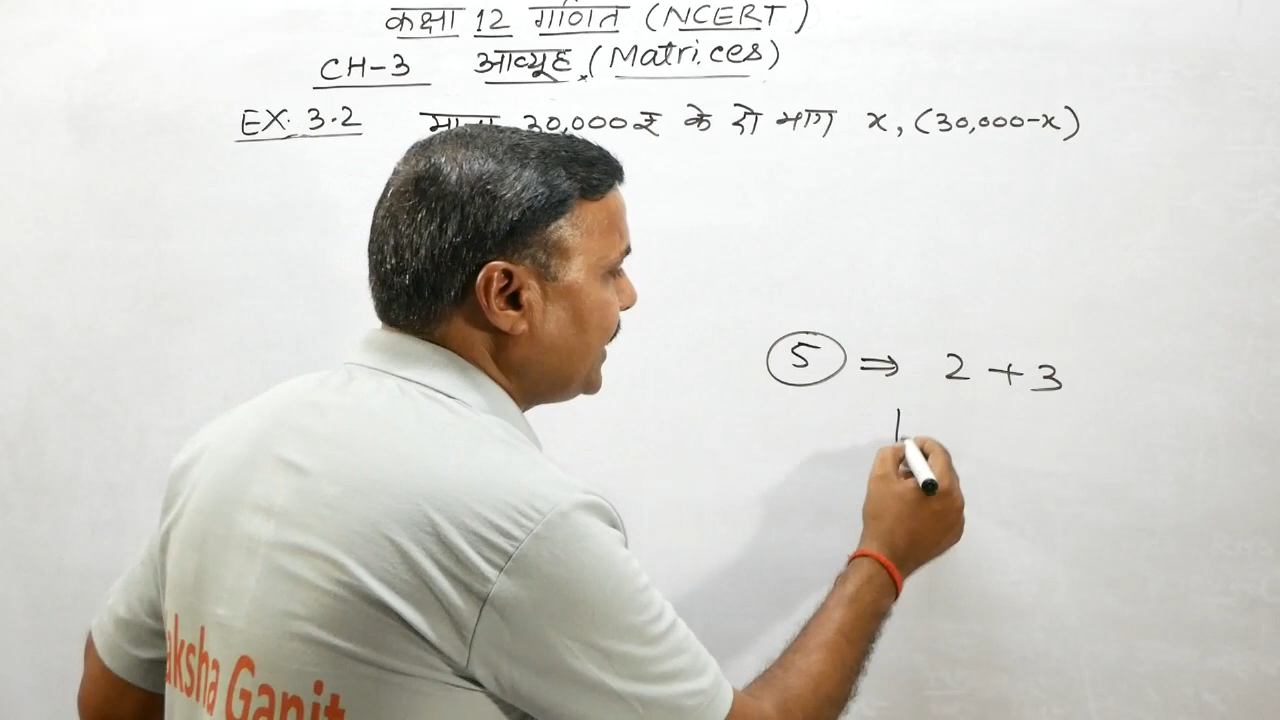 कक्षा 12 गणित (NCERT)
CH-3 आव्यूह (Matrices)
EX. 3.2 माना 30,000₹ के दो भाग x, (30,000-x)
5 ⇒ 2 + 3
aksha Ganit